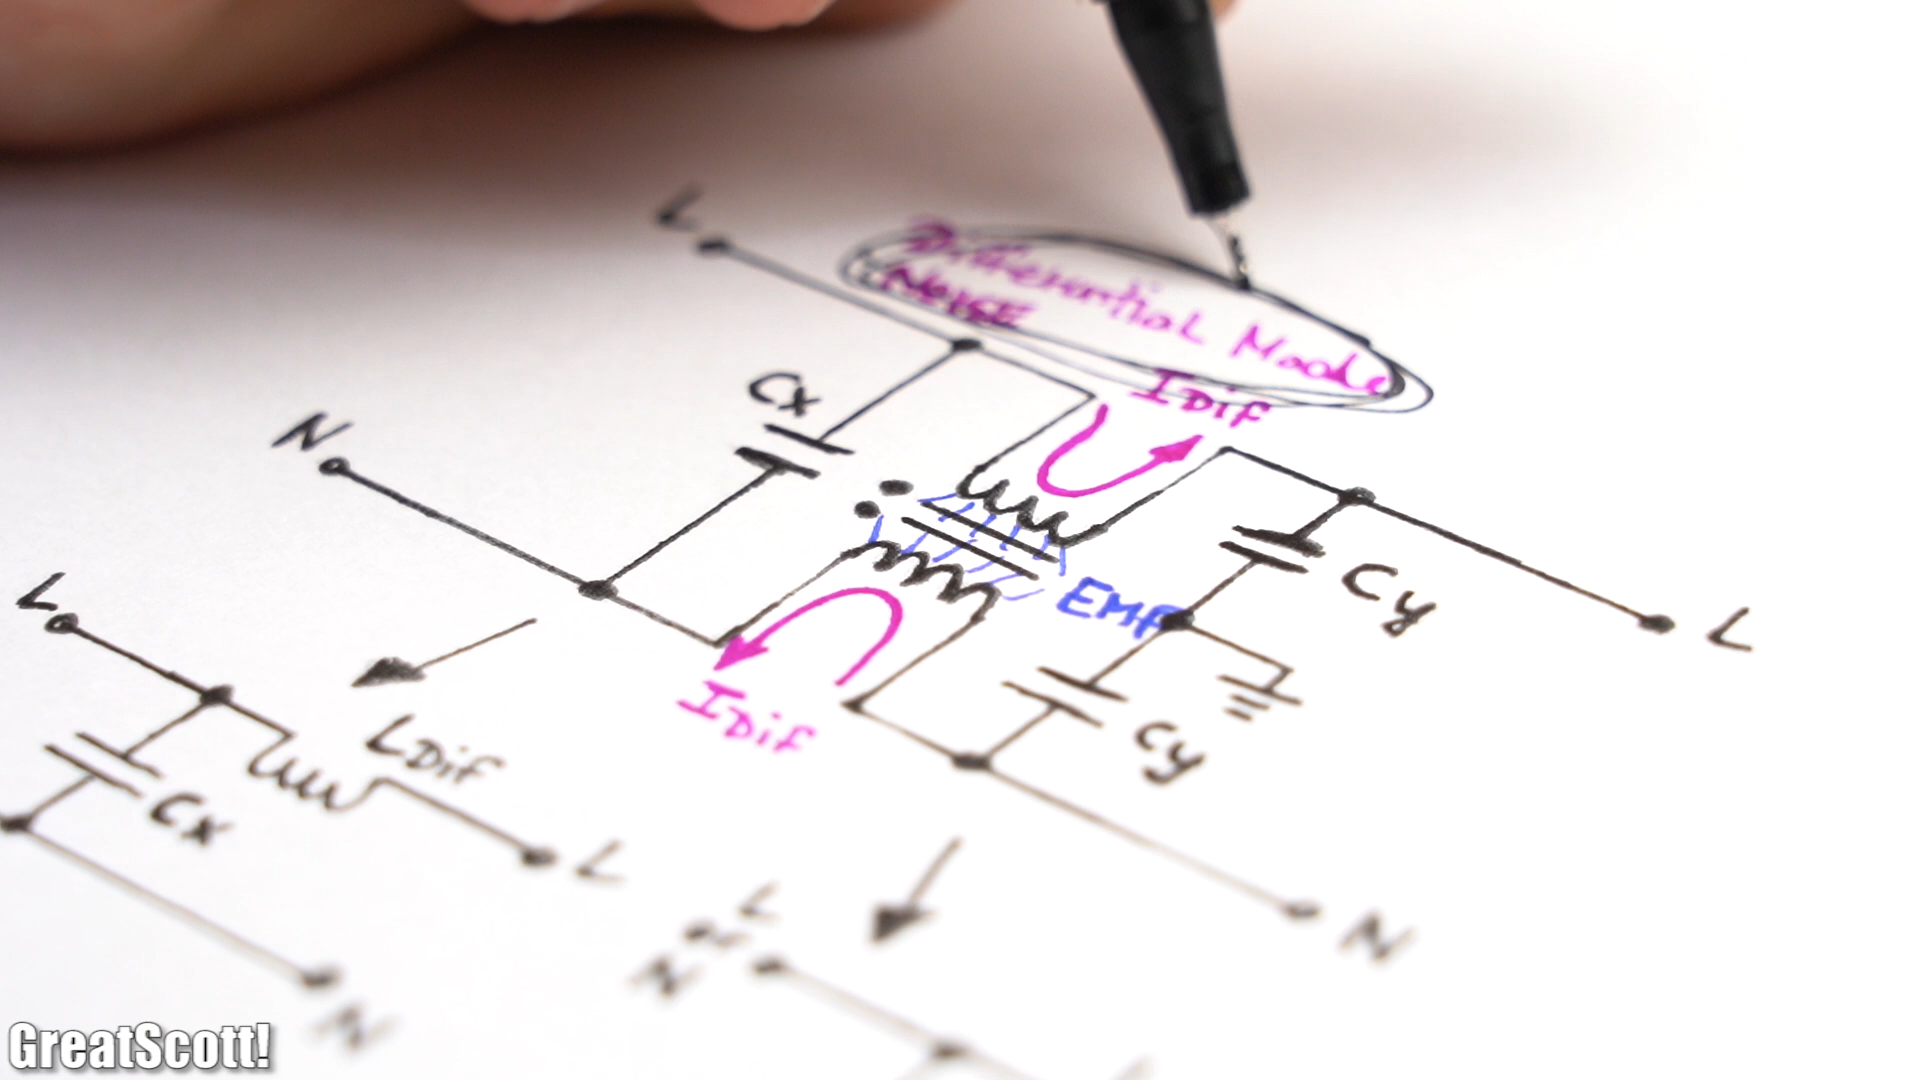 L
Differential Mode
Noise
IDif
Cx
N
EMF
Cy
L
L
IDif
Cy
LDif
Cx
L
N
L
N
N
GreatScott!